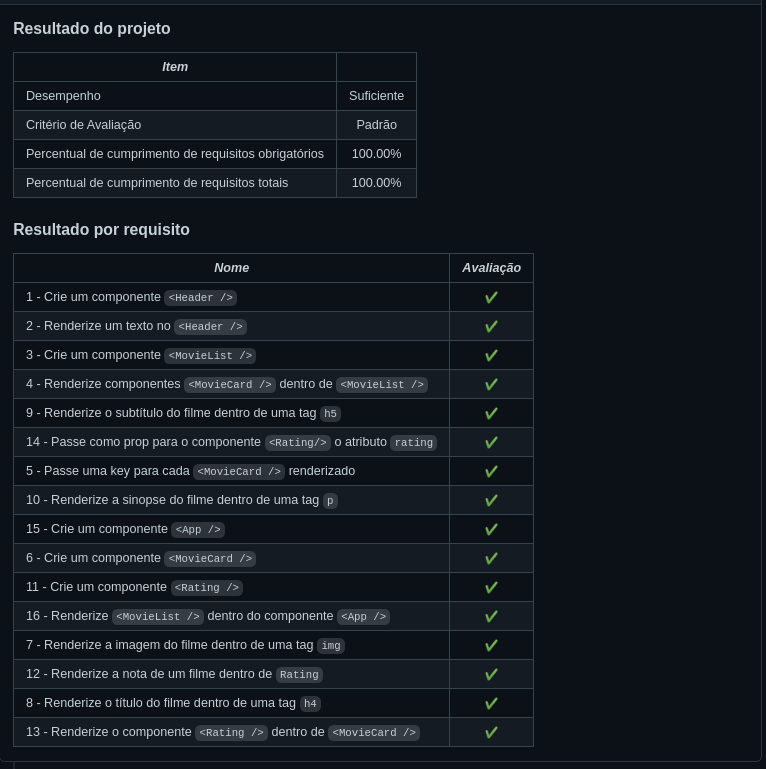 Resultado do projeto
Item
Desempenho Suficiente
Critério de Avaliação Padrão
Percentual de cumprimento de requisitos obrigatórios 100.00%
Percentual de cumprimento de requisitos totais 100.00%
Resultado por requisito
Nome Avaliação
1 - Crie um componente <Header /> ✔
2 - Renderize um texto no <Header /> ✔
3 - Crie um componente <MovieList /> ✔
4 - Renderize componentes <MovieCard /> dentro de <MovieList /> ✔
9 - Renderize o subtítulo do filme dentro de uma tag h5 ✔
14 - Passe como prop para o componente <Rating/> o atributo rating ✔
5 - Passe uma key para cada <MovieCard /> renderizado ✔
10 - Renderize a sinopse do filme dentro de uma tag p ✔
15 - Crie um componente <App /> ✔
6 - Crie um componente <MovieCard /> ✔
11 - Crie um componente <Rating /> ✔
16 - Renderize <MovieList /> dentro do componente <App /> ✔
7 - Renderize a imagem do filme dentro de uma tag img ✔
12 - Renderize a nota de um filme dentro de Rating ✔
8 - Renderize o título do filme dentro de uma tag h4 ✔
13 - Renderize o componente <Rating /> dentro de <MovieCard /> ✔